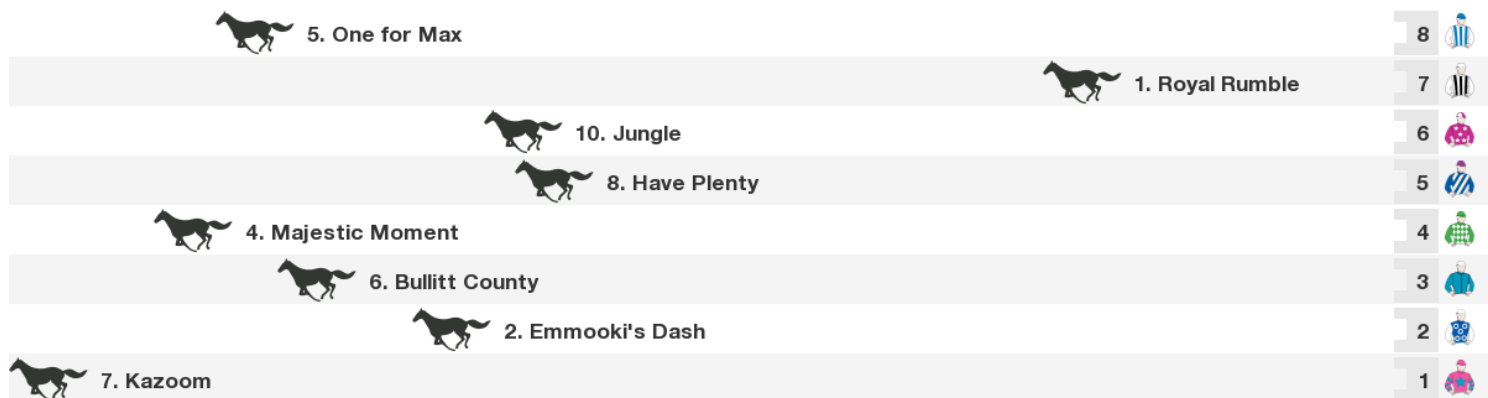 5. One for Max 8
1. Royal Rumble 7
10. Jungle 6
8. Have Plenty 5
4. Majestic Moment 4
6. Bullitt County 3
2. Emmooki's Dash 2
7. Kazoom 1